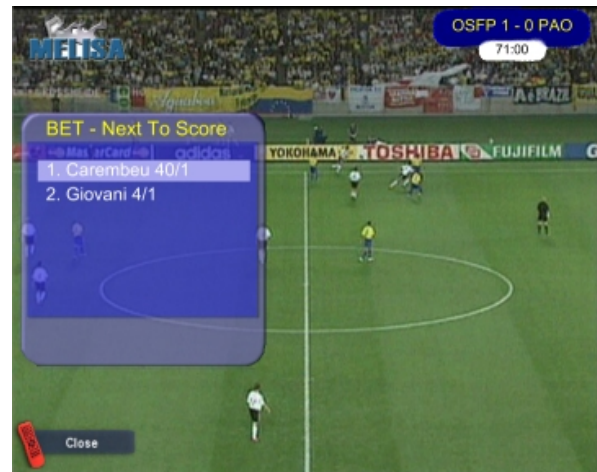 MELISA
OSFP 1 - 0 PAO
71:00
BET - Next To Score
MasterCard
adidas
YOKOHAMA
TOSHIBA
FUJIFILM
1. Carembeu 40/1
2. Giovani 4/1
Close